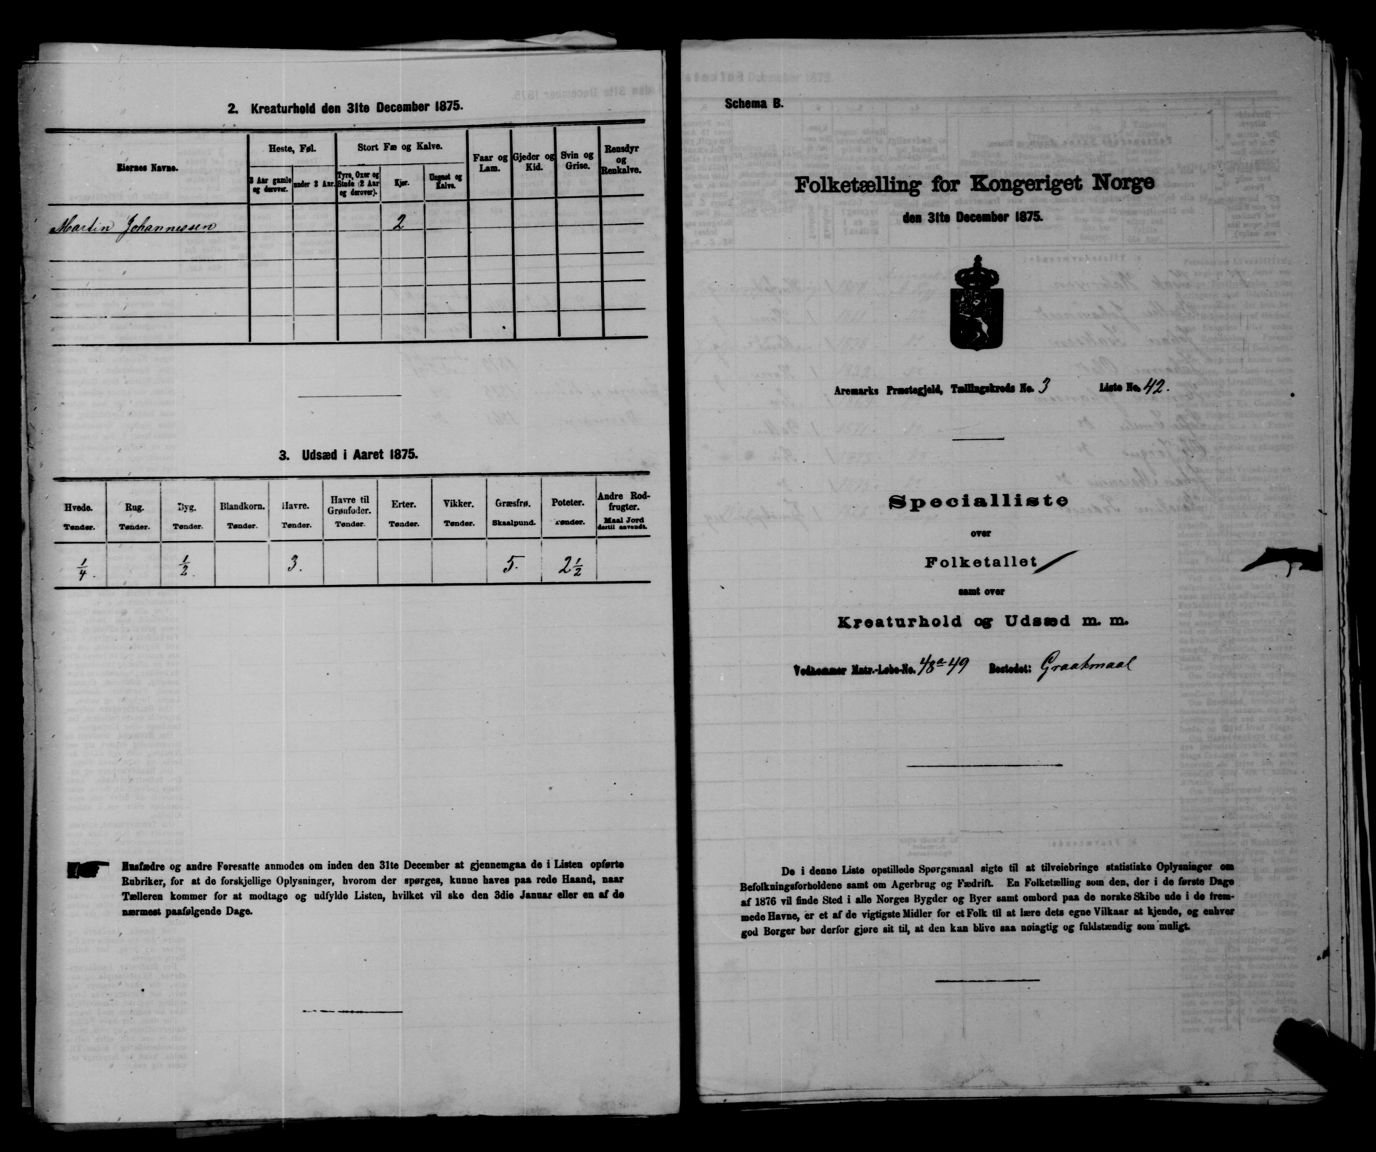 2. Kreaturhold den 31te December 1875.
Eiernes Navne.
Heste, Føl.
Stort Fæ og Kalve.
Faar og Lam.
Gjeder og Kid.
Svin og Grise.
Rensdyr og Renkalve.
3 Aar gamle og derover.
under 3 Aar.
Tyre, Oxer og Stude (2 Aar og derover).
Kjør.
Ungnøt og Kalve.
Martin Johannessen 2
3. Udsæd i Aaret 1875.
Hvede. Rug. Byg. Blandkorn. Havre. Havre til Grønfoder. Erter. Vikker. Græsfrø. Poteter. Andre Rodfrugter.
Tønder. Tønder. Tønder. Tønder. Tønder. Tønder. Tønder. Tønder. Skaalpund. Tønder. Maal Jord dertil anvendt.
1/4. 1/2 3. 5. 2 1/2
Husfædre og andre Foresatte anmodes om inden den 31te December at gjennemgaa de i Listen opførte
Rubriker, for at de forskjellige Oplysninger, hvorom der spørges, kunne haves paa rede Haand, naar
Tælleren kommer for at modtage og udfylde Listen, hvilket vil ske den 3die Januar eller en af de
nærmest paafølgende Dage.
Schema B.
Folketælling for Kongeriget Norge
den 31te December 1875.
Aremarks Præstegjeld, Tællingskreds No. 3 Liste No. 42.
Specialliste
over
Folketallet
samt over
Kreaturhold og Udsæd m. m.
Vedkommer Matr.-Løbe-No. 48a-49 Bostedet: Graatmaal
De i denne Liste opstillede Spørgsmaal sigte til at tilveiebringe statistiske Oplysninger om
Befolkningsforholdene samt om Agerbrug og Fædrift. En Folketælling som den, der i de første Dage
af 1876 vil finde Sted i alle Norges Bygder og Byer samt ombord paa de norske Skibe ude i de frem-
mede Havne, er et af de vigtigste Midler for et Folk til at lære dets egne Vilkaar at kjende, og enhver
god Borger bør derfor gjøre sit til, at den kan blive saa nøiagtig og fuldstændig som muligt.